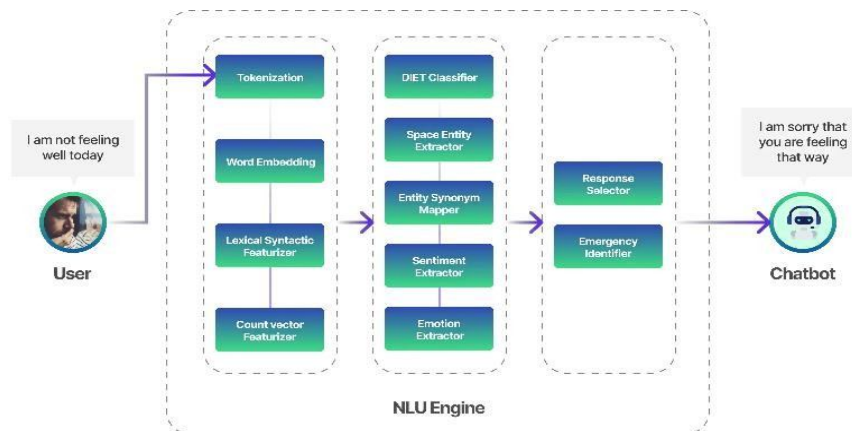 I am not feeling
well today
User
Tokenization
Word Embedding
Lexical Syntactic
Featurizer
Count vector
Featurizer
DIET Classifier
Space Entity
Extractor
Entity Synonym
Mapper
Sentiment
Extractor
Emotion
Extractor
Response
Selector
Emergency
Identifier
NLU Engine
I am sorry that
you are feeling
that way
Chatbot